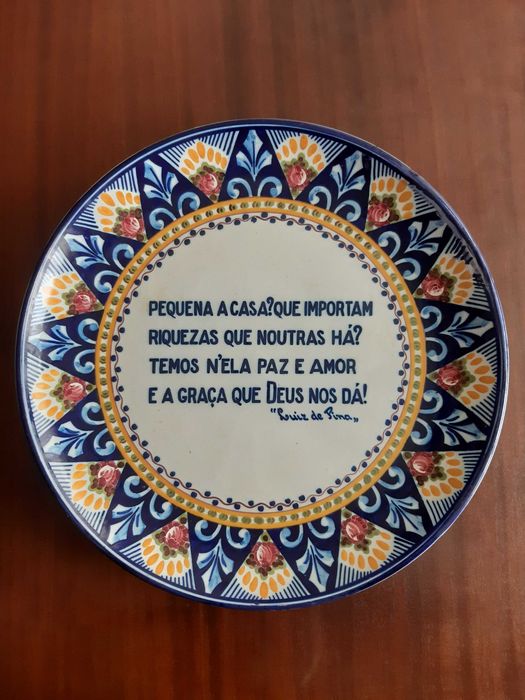 PEQUENA A CASA?QUE IMPORTAM
RIQUEZAS QUE NOUTRAS HÁ?
TEMOS N'ELA PAZ E AMOR
E A GRAÇA QUE DEUS NOS DÁ!
"Luiz de Pina„